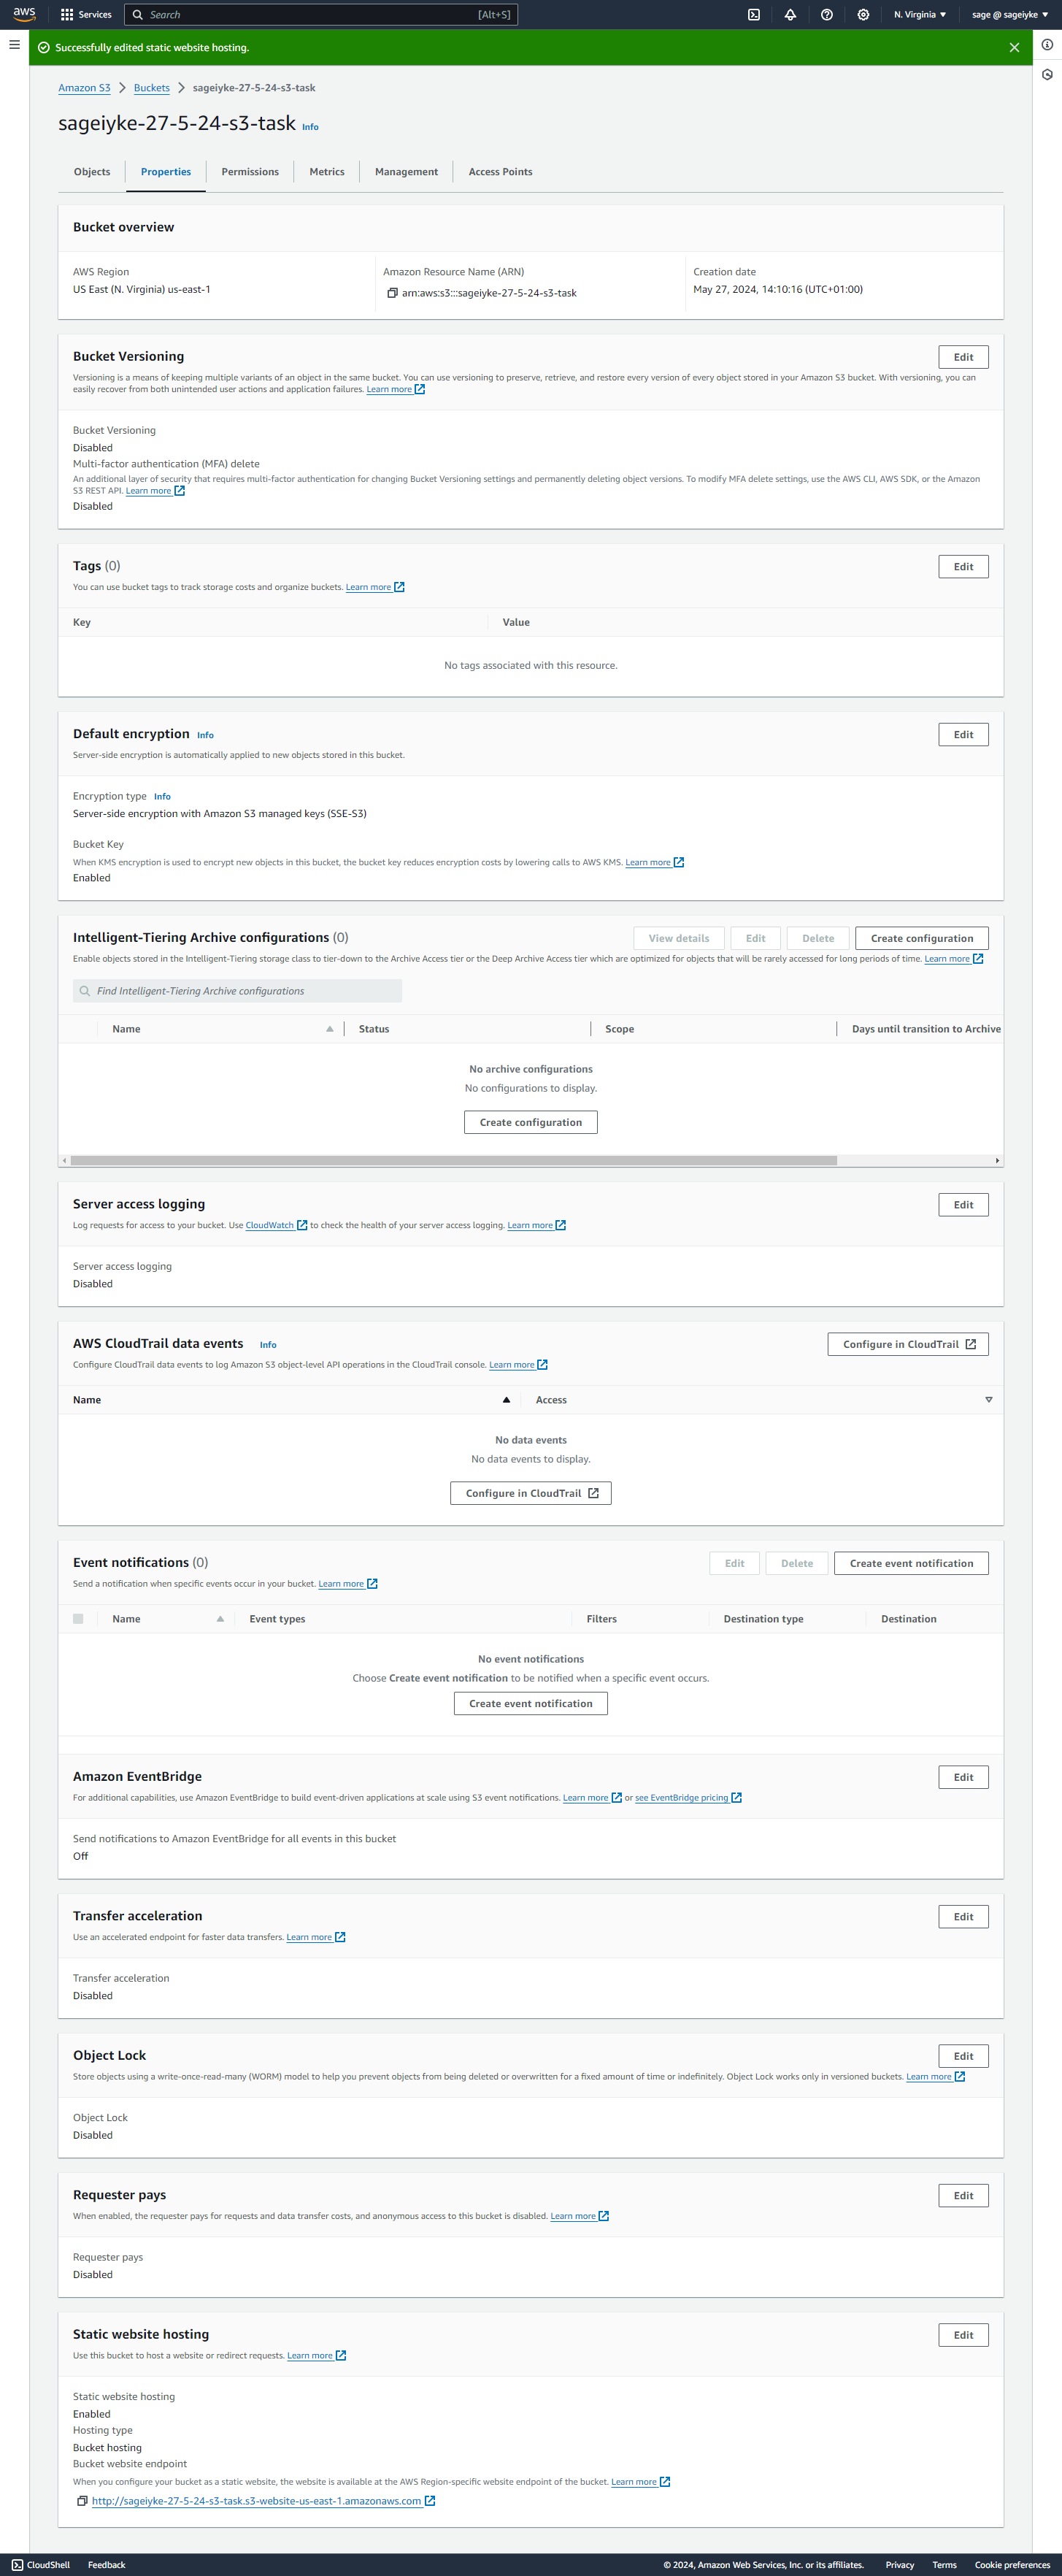 aws Services Search [Alt+S] N. Virginia sage @ sageiyke
Successfully edited static website hosting.
Amazon S3 Buckets sageiyke-27-5-24-s3-task
sageiyke-27-5-24-s3-task Info
Objects Properties Permissions Metrics Management Access Points
Bucket overview
AWS Region Amazon Resource Name (ARN) Creation date
US East (N. Virginia) us-east-1 arn:aws:s3:::sageiyke-27-5-24-s3-task May 27, 2024, 14:10:16 (UTC+01:00)
Bucket Versioning Edit
Versioning is a means of keeping multiple variants of an object in the same bucket. You can use versioning to preserve, retrieve, and restore every version of every object stored in your Amazon S3 bucket. With versioning, you can
easily recover from both unintended user actions and application failures. Learn more
Bucket Versioning
Disabled
Multi-factor authentication (MFA) delete
An additional layer of security that requires multi-factor authentication for changing Bucket Versioning settings and permanently deleting object versions. To modify MFA delete settings, use the AWS CLI, AWS SDK, or the Amazon
S3 REST API. Learn more
Disabled
Tags (0) Edit
You can use bucket tags to track storage costs and organize buckets. Learn more
Key Value
No tags associated with this resource.
Default encryption Info Edit
Server-side encryption is automatically applied to new objects stored in this bucket.
Encryption type Info
Server-side encryption with Amazon S3 managed keys (SSE-S3)
Bucket Key
When KMS encryption is used to encrypt new objects in this bucket, the bucket key reduces encryption costs by lowering calls to AWS KMS. Learn more
Enabled
Intelligent-Tiering Archive configurations (0) View details Edit Delete Create configuration
Enable objects stored in the Intelligent-Tiering storage class to tier-down to the Archive Access tier or the Deep Archive Access tier which are optimized for objects that will be rarely accessed for long periods of time. Learn more
Find Intelligent-Tiering Archive configurations
Name Status Scope Days until transition to Archive
No archive configurations
No configurations to display.
Create configuration
Server access logging Edit
Log requests for access to your bucket. Use CloudWatch to check the health of your server access logging. Learn more
Server access logging
Disabled
AWS CloudTrail data events Info Configure in CloudTrail
Configure CloudTrail data events to log Amazon S3 object-level API operations in the CloudTrail console. Learn more
Name Access
No data events
No data events to display.
Configure in CloudTrail
Event notifications (0) Edit Delete Create event notification
Send a notification when specific events occur in your bucket. Learn more
Name Event types Filters Destination type Destination
No event notifications
Choose Create event notification to be notified when a specific event occurs.
Create event notification
Amazon EventBridge Edit
For additional capabilities, use Amazon EventBridge to build event-driven applications at scale using S3 event notifications. Learn more or see EventBridge pricing
Send notifications to Amazon EventBridge for all events in this bucket
Off
Transfer acceleration Edit
Use an accelerated endpoint for faster data transfers. Learn more
Transfer acceleration
Disabled
Object Lock Edit
Store objects using a write-once-read-many (WORM) model to help you prevent objects from being deleted or overwritten for a fixed amount of time or indefinitely. Object Lock works only in versioned buckets. Learn more
Object Lock
Disabled
Requester pays Edit
When enabled, the requester pays for requests and data transfer costs, and anonymous access to this bucket is disabled. Learn more
Requester pays
Disabled
Static website hosting Edit
Use this bucket to host a website or redirect requests. Learn more
Static website hosting
Enabled
Hosting type
Bucket hosting
Bucket website endpoint
When you configure your bucket as a static website, the website is available at the AWS Region-specific website endpoint of the bucket. Learn more
http://sageiyke-27-5-24-s3-task.s3-website-us-east-1.amazonaws.com
CloudShell Feedback © 2024, Amazon Web Services, Inc. or its affiliates. Privacy Terms Cookie preferences